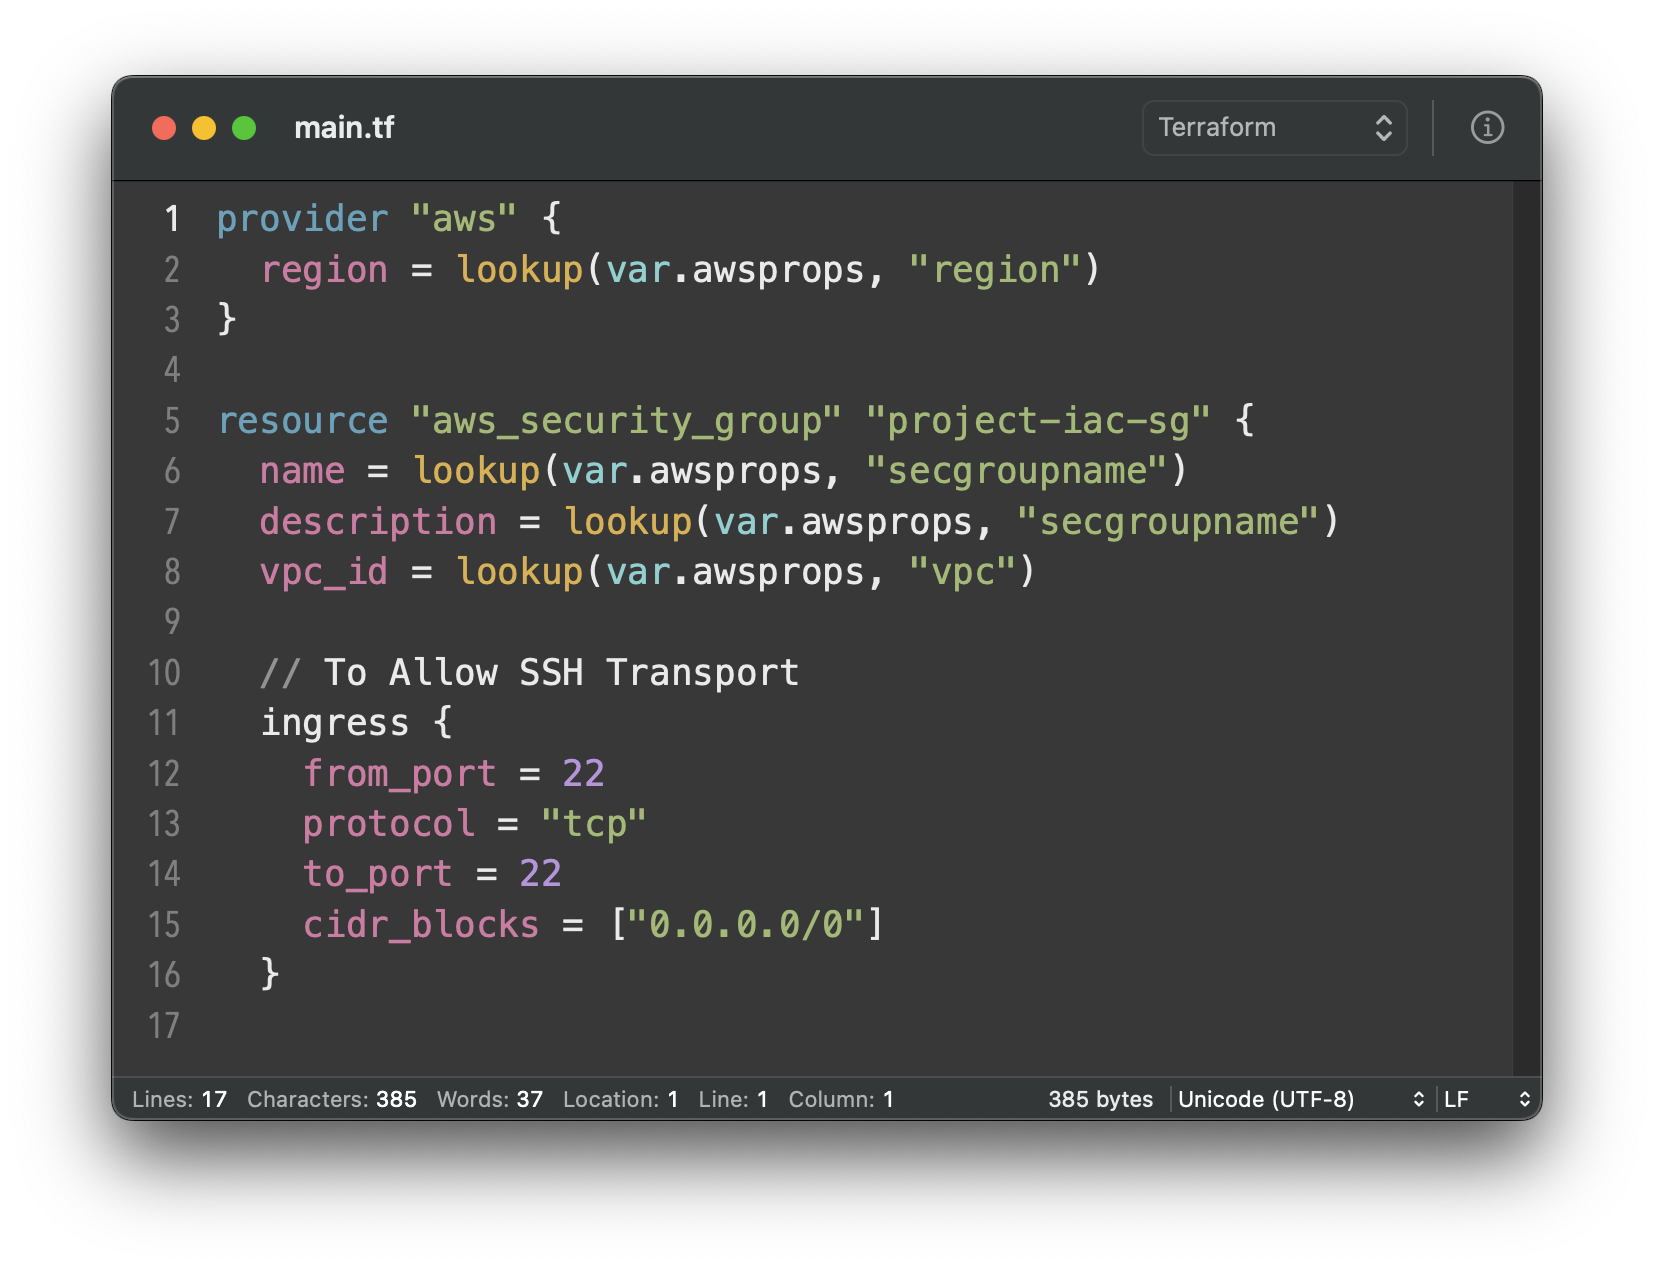 main.tf
Terraform
1 provider "aws" {
2   region = lookup(var.awsprops, "region")
3 }
4
5 resource "aws_security_group" "project-iac-sg" {
6   name = lookup(var.awsprops, "secgroupname")
7   description = lookup(var.awsprops, "secgroupname")
8   vpc_id = lookup(var.awsprops, "vpc")
9
10   // To Allow SSH Transport
11   ingress {
12     from_port = 22
13     protocol = "tcp"
14     to_port = 22
15     cidr_blocks = ["0.0.0.0/0"]
16   }
17
Lines: 17 Characters: 385 Words: 37 Location: 1 Line: 1 Column: 1 385 bytes Unicode (UTF-8) LF